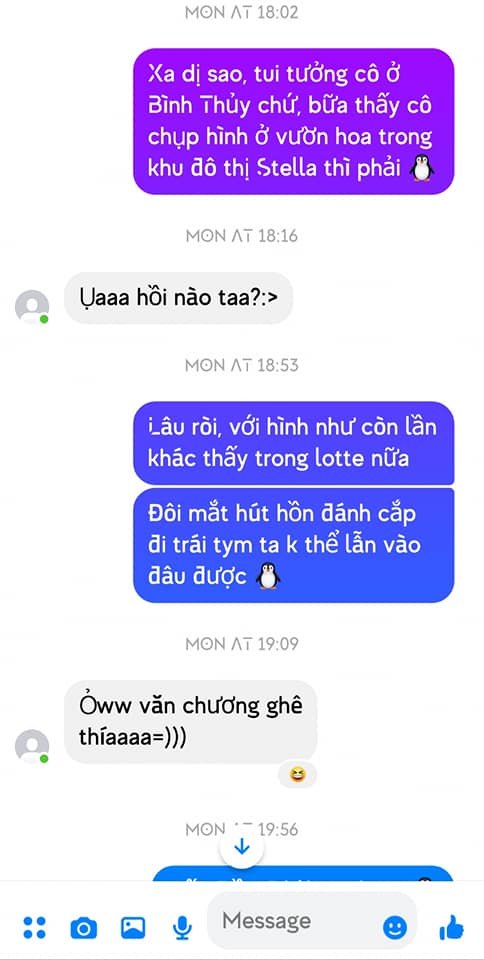 MON AT 18:02
Xa dị sao, tui tưởng cô ở
Bình Thủy chứ, bữa thấy cô
chụp hình ở vườn hoa trong
khu đô thị Stella thì phải 🐧
MON AT 18:16
Ụaaa hồi nào taa?:>
MON AT 18:53
Lâu rồi, với hình như còn lần
khác thấy trong lotte nữa
Đôi mắt hút hồn đánh cắp
đi trái tym ta k thể lẫn vào
đâu được 🐧
MON AT 19:09
Ỏww văn chương ghê
thíaaaa=)))
😆
MON 19:56
Message